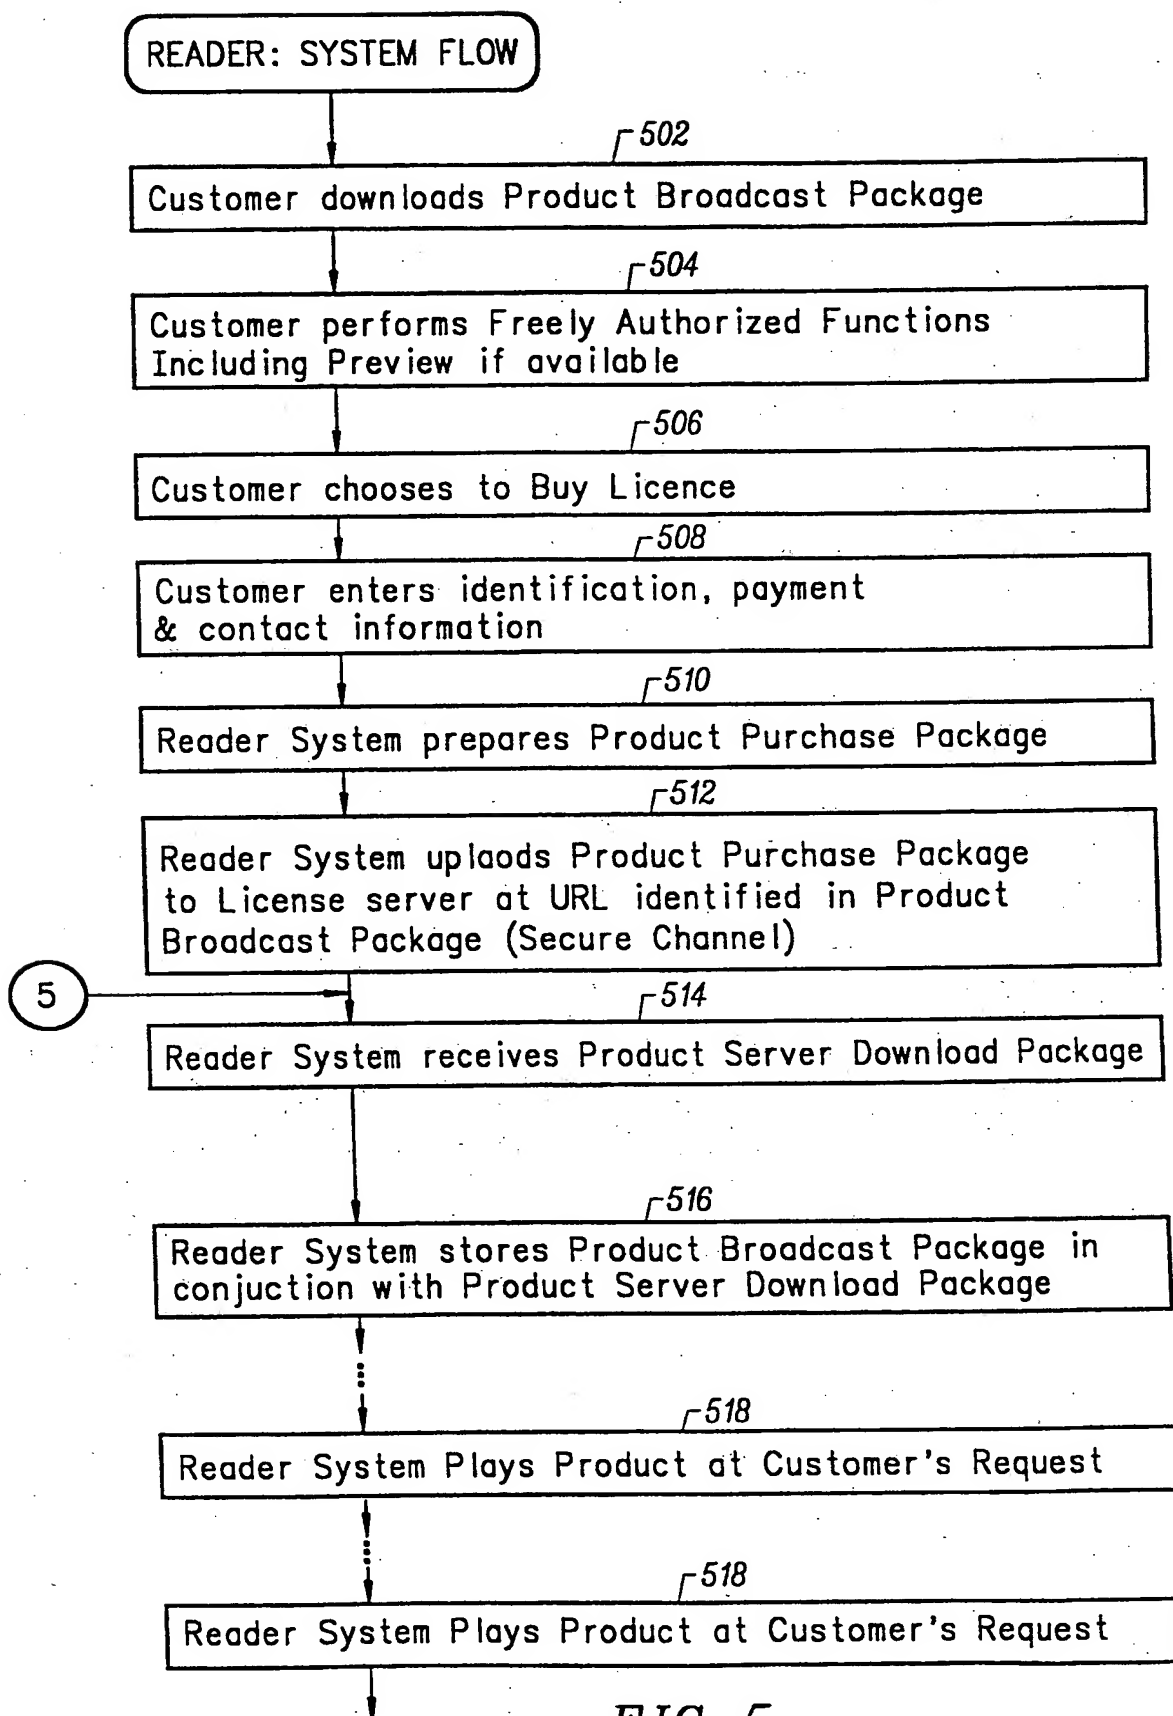 READER: SYSTEM FLOW
502
Customer downloads Product Broadcast Package
504
Customer performs Freely Authorized Functions
Including Preview if available
506
Customer chooses to Buy Licence
508
Customer enters identification, payment
& contact information
510
Reader System prepares Product Purchase Package
512
Reader System uplaods Product Purchase Package
to License server at URL identified in Product
Broadcast Package (Secure Channel)
5
514
Reader System receives Product Server Download Package
516
Reader System stores Product Broadcast Package in
conjuction with Product Server Download Package
518
Reader System Plays Product at Customer's Request
518
Reader System Plays Product at Customer's Request
FIG. 5